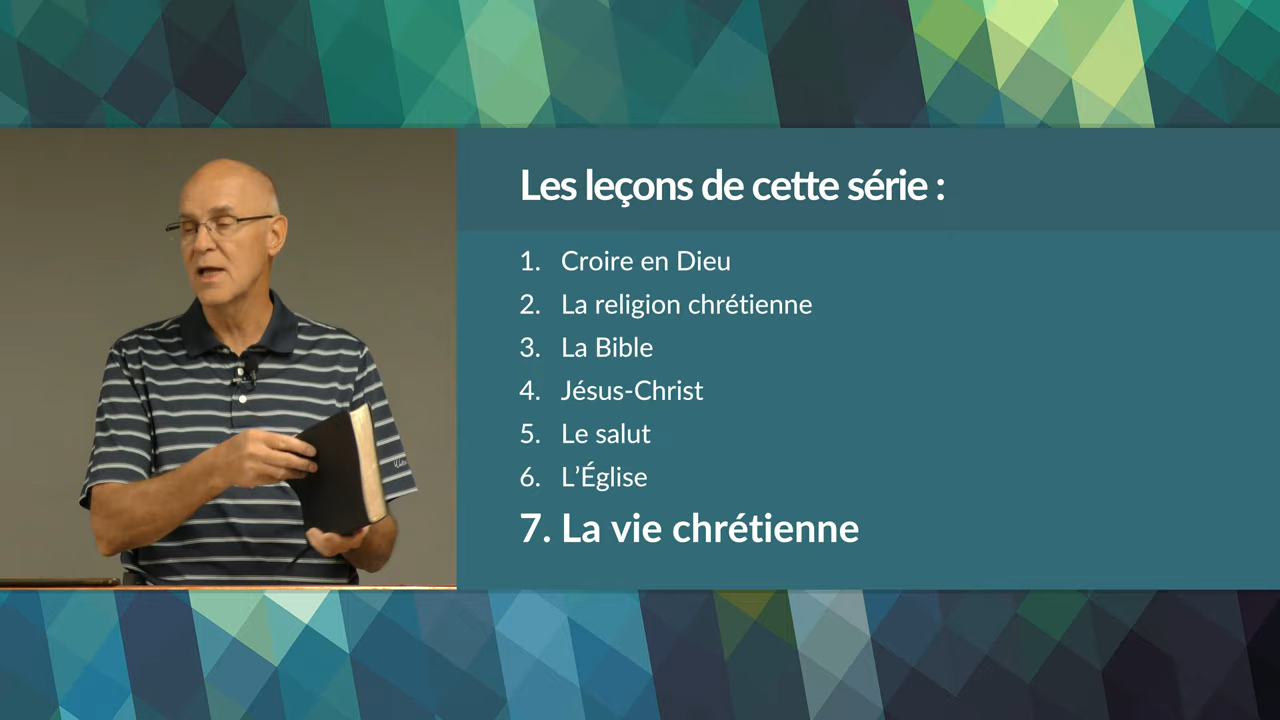 Les leçons de cette série :
1. Croire en Dieu
2. La religion chrétienne
3. La Bible
4. Jésus-Christ
5. Le salut
6. L’Église
7. La vie chrétienne